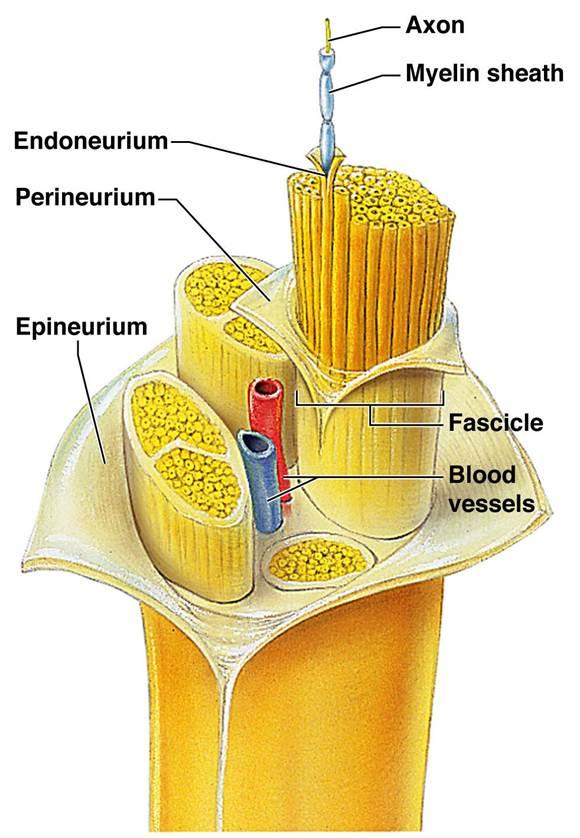 Axon
Myelin sheath
Endoneurium
Perineurium
Epineurium
Fascicle
Blood
vessels